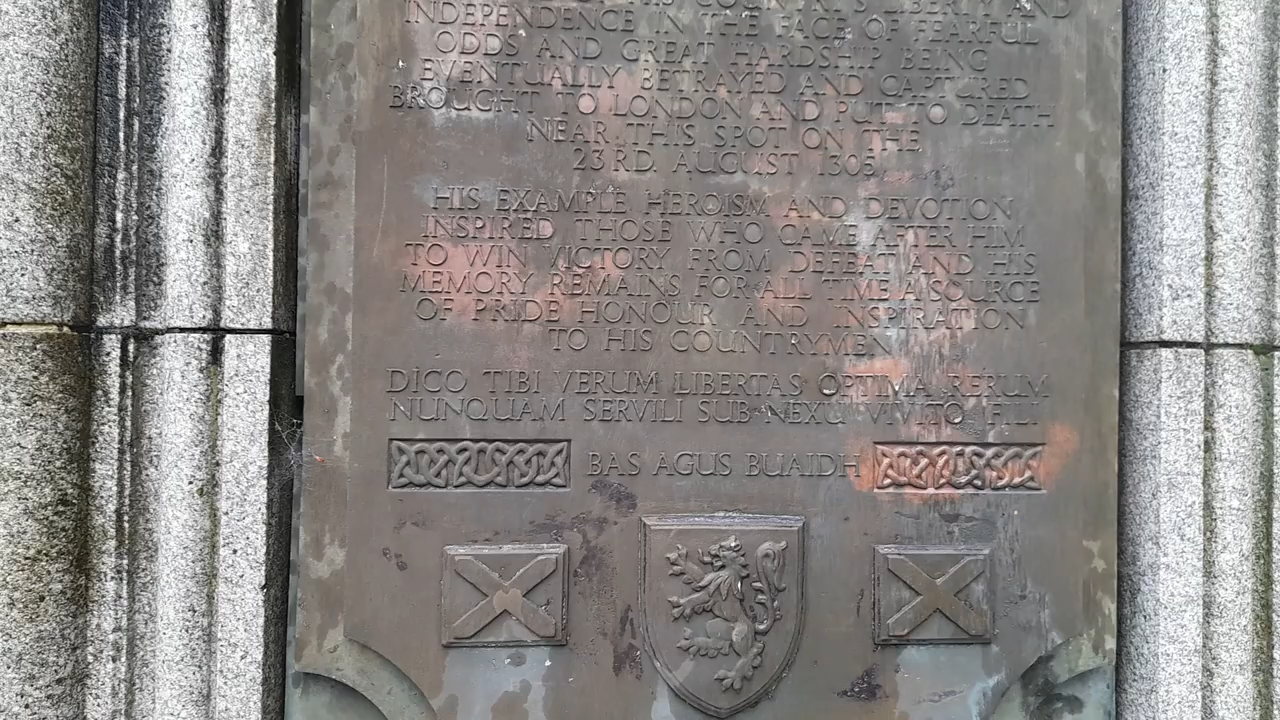 HIS COUNTRY'S LIBERTY AND
INDEPENDENCE IN THE FACE OF FEARFUL
ODDS AND GREAT HARDSHIP BEING
EVENTUALLY BETRAYED AND CAPTURED
BROUGHT TO LONDON AND PUT TO DEATH
NEAR THIS SPOT ON THE
23RD. AUGUST 1305.
HIS EXAMPLE HEROISM AND DEVOTION
INSPIRED THOSE WHO CAME AFTER HIM
TO WIN VICTORY FROM DEFEAT AND HIS
MEMORY REMAINS FOR ALL TIME A SOURCE
OF PRIDE HONOUR AND INSPIRATION
TO HIS COUNTRYMEN
DICO TIBI VERUM LIBERTAS OPTIMA RERUM
NUNQUAM SERVILI SUB NEXU VIVITO FILI
BAS AGUS BUAIDH